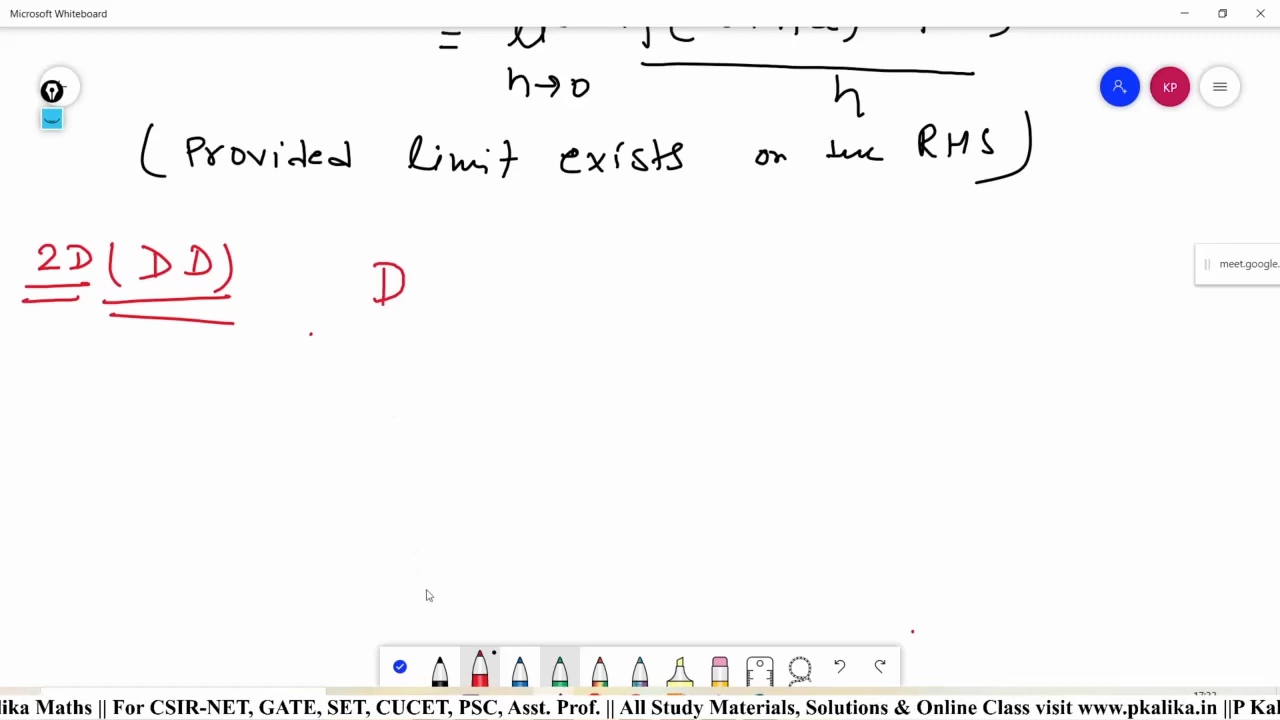 Microsoft Whiteboard
=
h→0
h
KP
(Provided limit exists on the RHS)
2D (DD) D
meet.google.
lika Maths || For CSIR-NET, GATE, SET, CUCET, PSC, Asst. Prof. || All Study Materials, Solutions & Online Class visit www.pkalika.in ||P Kal